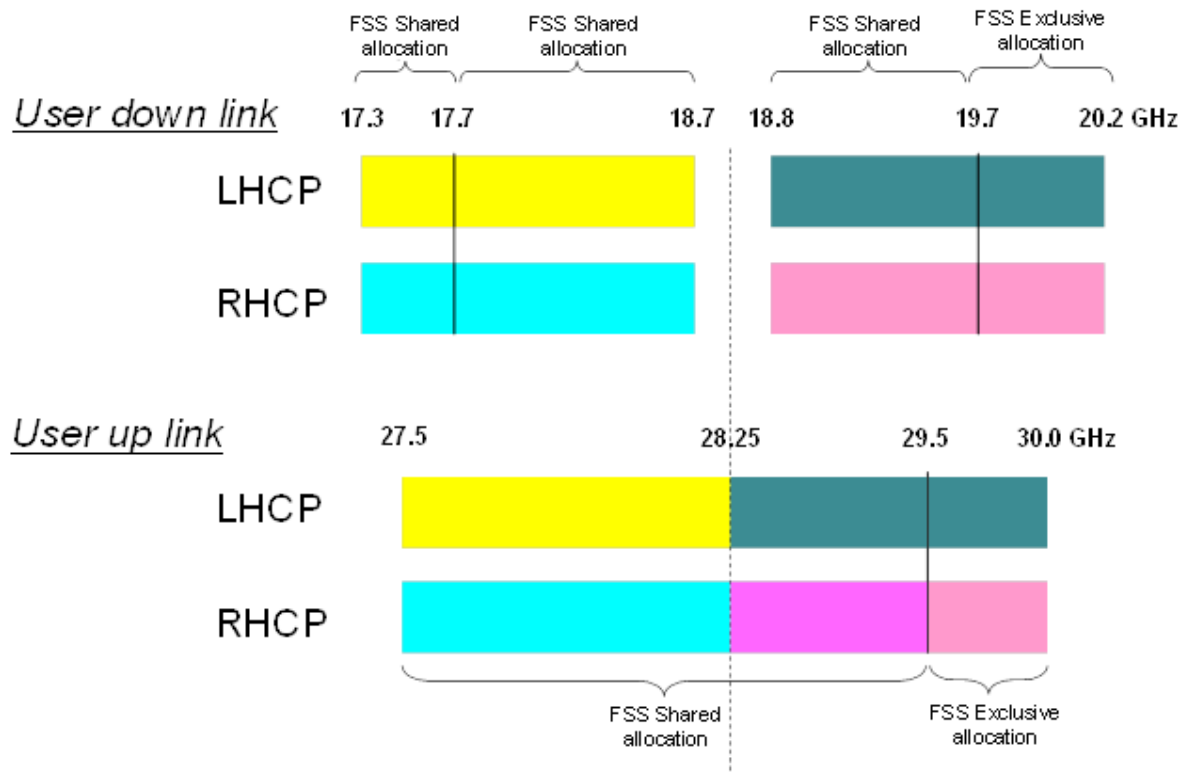 FSS Shared
allocation
FSS Shared
allocation
FSS Shared
allocation
FSS Exclusive
allocation
User down link
17.3
17.7
18.7
18.8
19.7
20.2 GHz
LHCP
RHCP
User up link
27.5
28.25
29.5
30.0 GHz
LHCP
RHCP
FSS Shared
allocation
FSS Exclusive
allocation